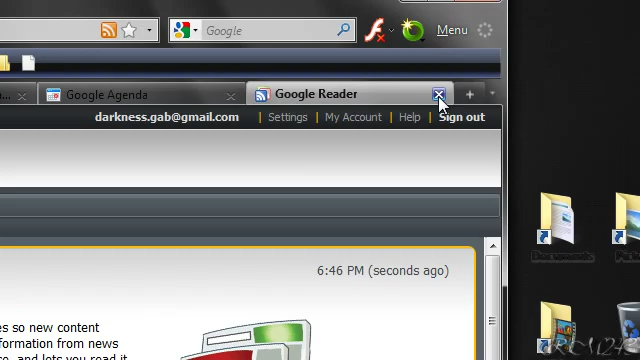 Google
Menu
Google Agenda
Google Reader
darkness.gab@gmail.com | Settings | My Account | Help | Sign out
6:46 PM (seconds ago)
es so new content
formation from news
ce, and lets you read it